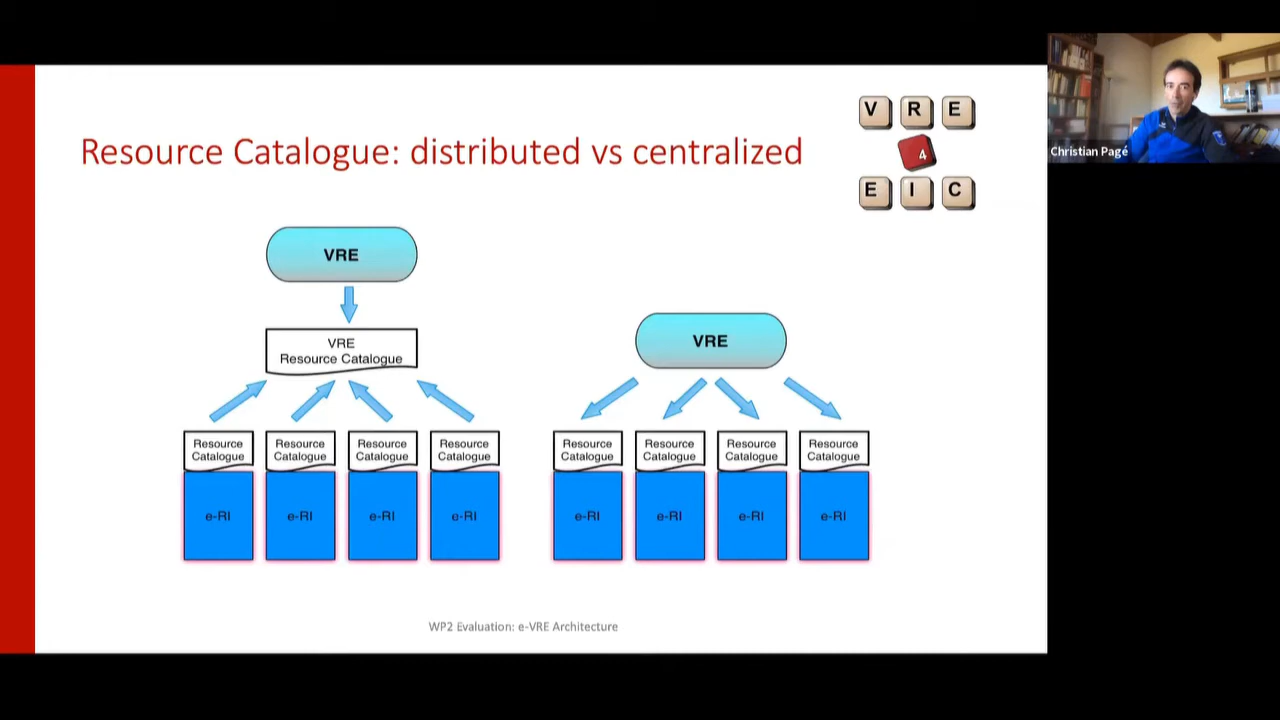 Resource Catalogue: distributed vs centralized
V R E
4
E I C
Christian Pagé
VRE
VRE
Resource Catalogue
Resource
Catalogue
Resource
Catalogue
Resource
Catalogue
Resource
Catalogue
e-RI
e-RI
e-RI
e-RI
VRE
Resource
Catalogue
Resource
Catalogue
Resource
Catalogue
Resource
Catalogue
e-RI
e-RI
e-RI
e-RI
WP2 Evaluation: e-VRE Architecture